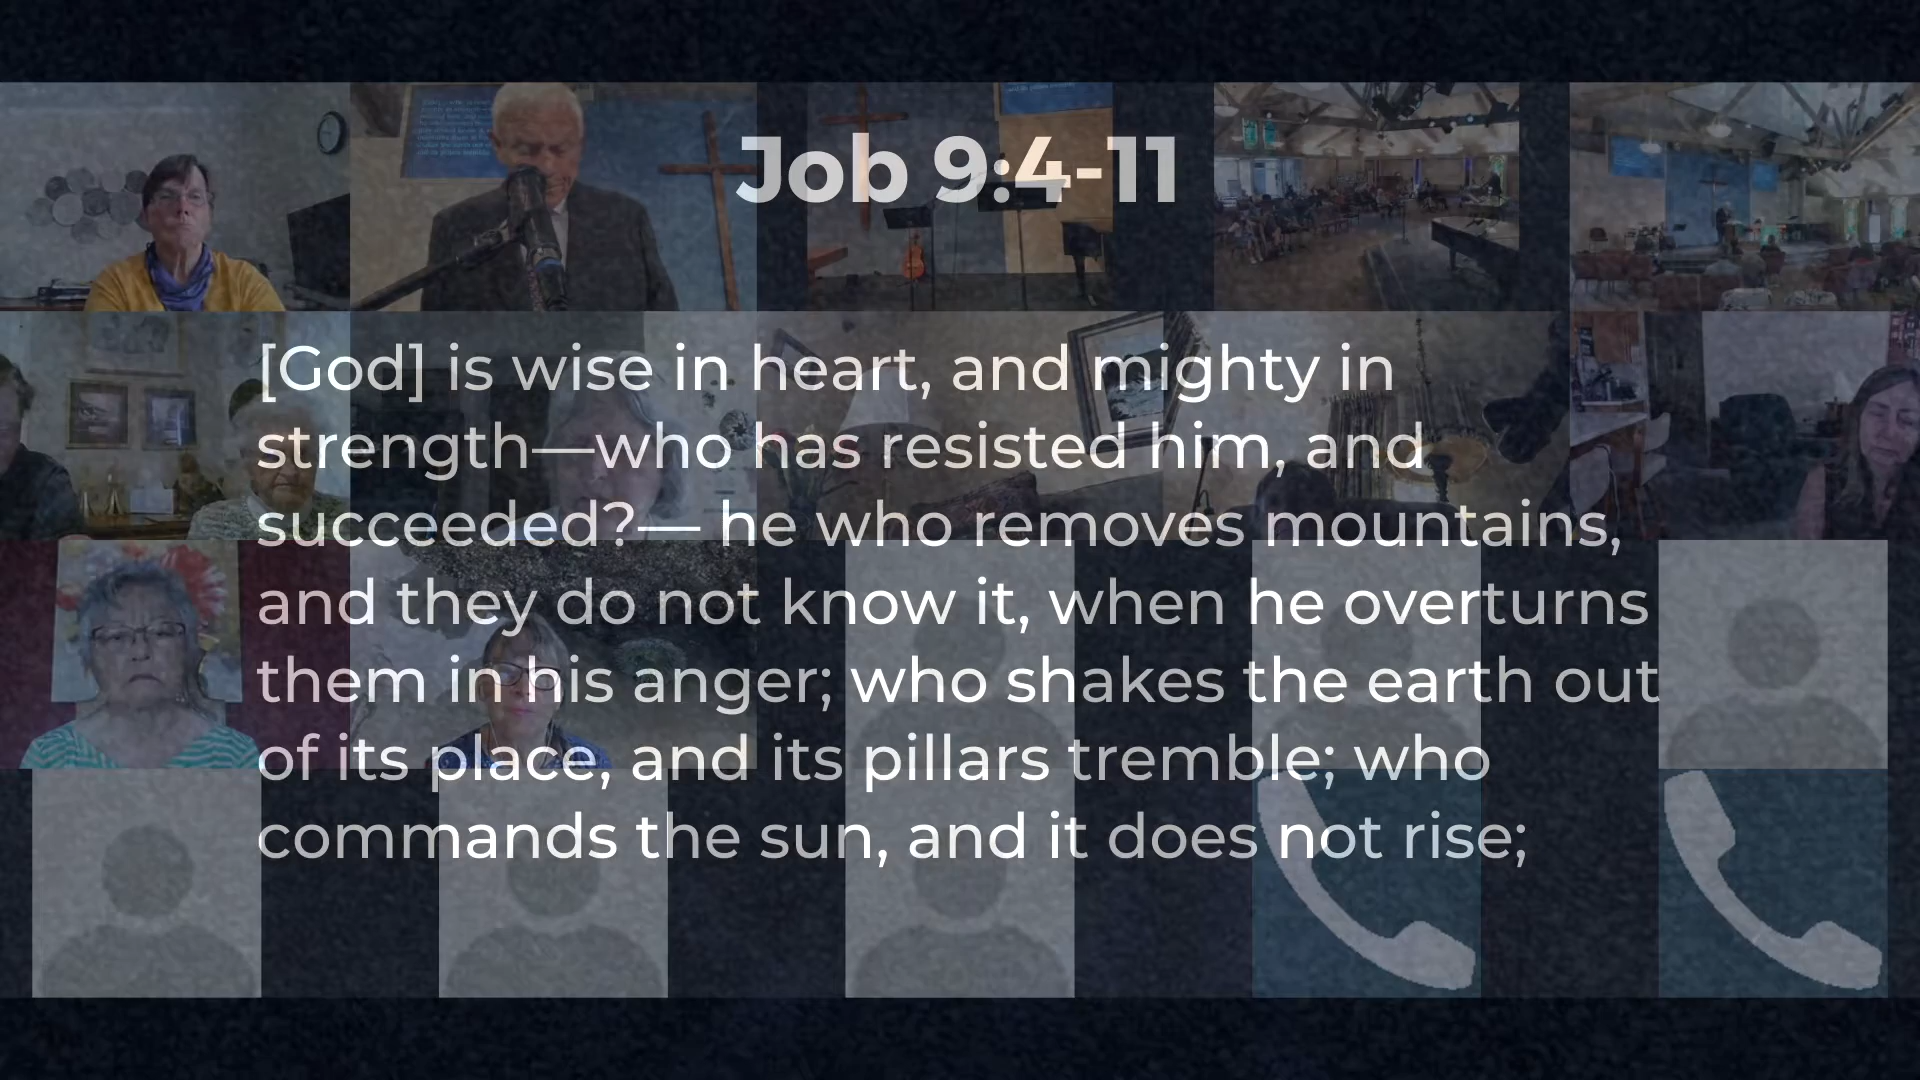 Job 9:4-11
[God] is wise in heart, and mighty in
strength—who has resisted him, and
succeeded?— he who removes mountains,
and they do not know it, when he overturns
them in his anger; who shakes the earth out
of its place, and its pillars tremble; who
commands the sun, and it does not rise;